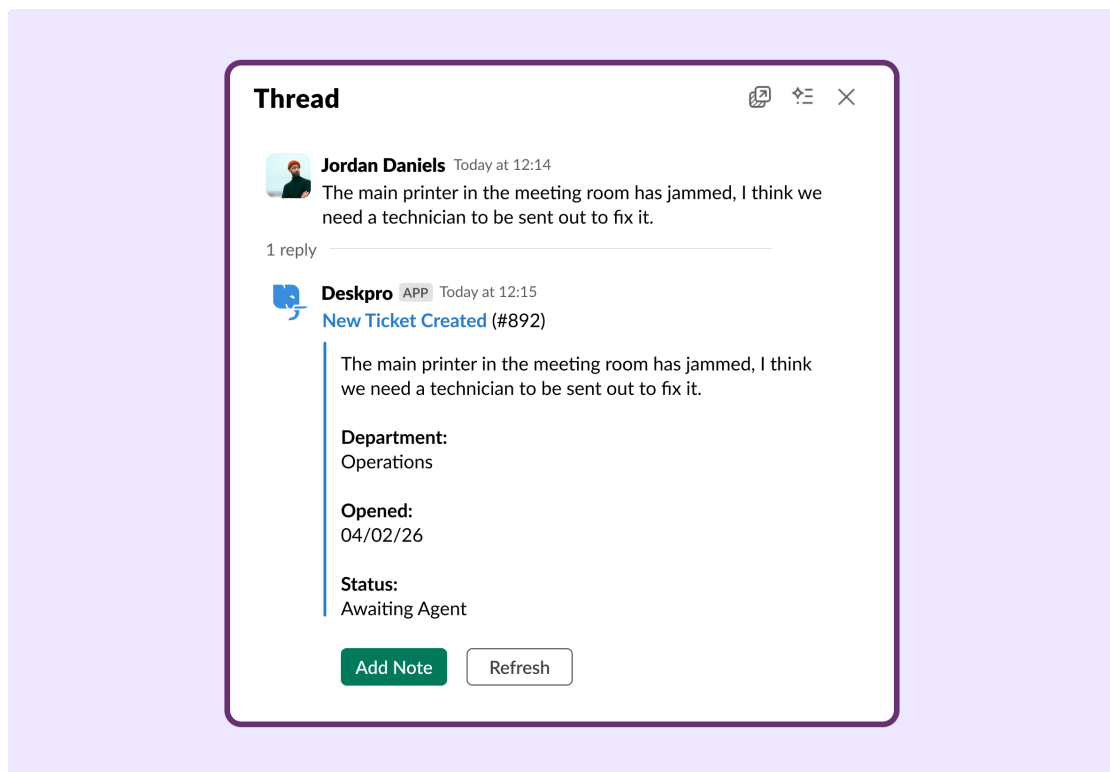 Thread
Jordan Daniels Today at 12:14
The main printer in the meeting room has jammed, I think we
need a technician to be sent out to fix it.
1 reply
Deskpro APP Today at 12:15
New Ticket Created (#892)
The main printer in the meeting room has jammed, I think
we need a technician to be sent out to fix it.
Department:
Operations
Opened:
04/02/26
Status:
Awaiting Agent
Add Note Refresh